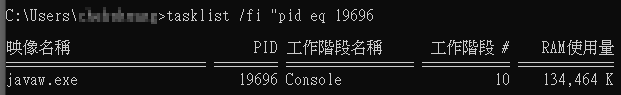 C:\Users\>tasklist /fi "pid eq 19696
映像名稱 PID 工作階段名稱 工作階段 # RAM使用量
javaw.exe 19696 Console 10 134,464 K